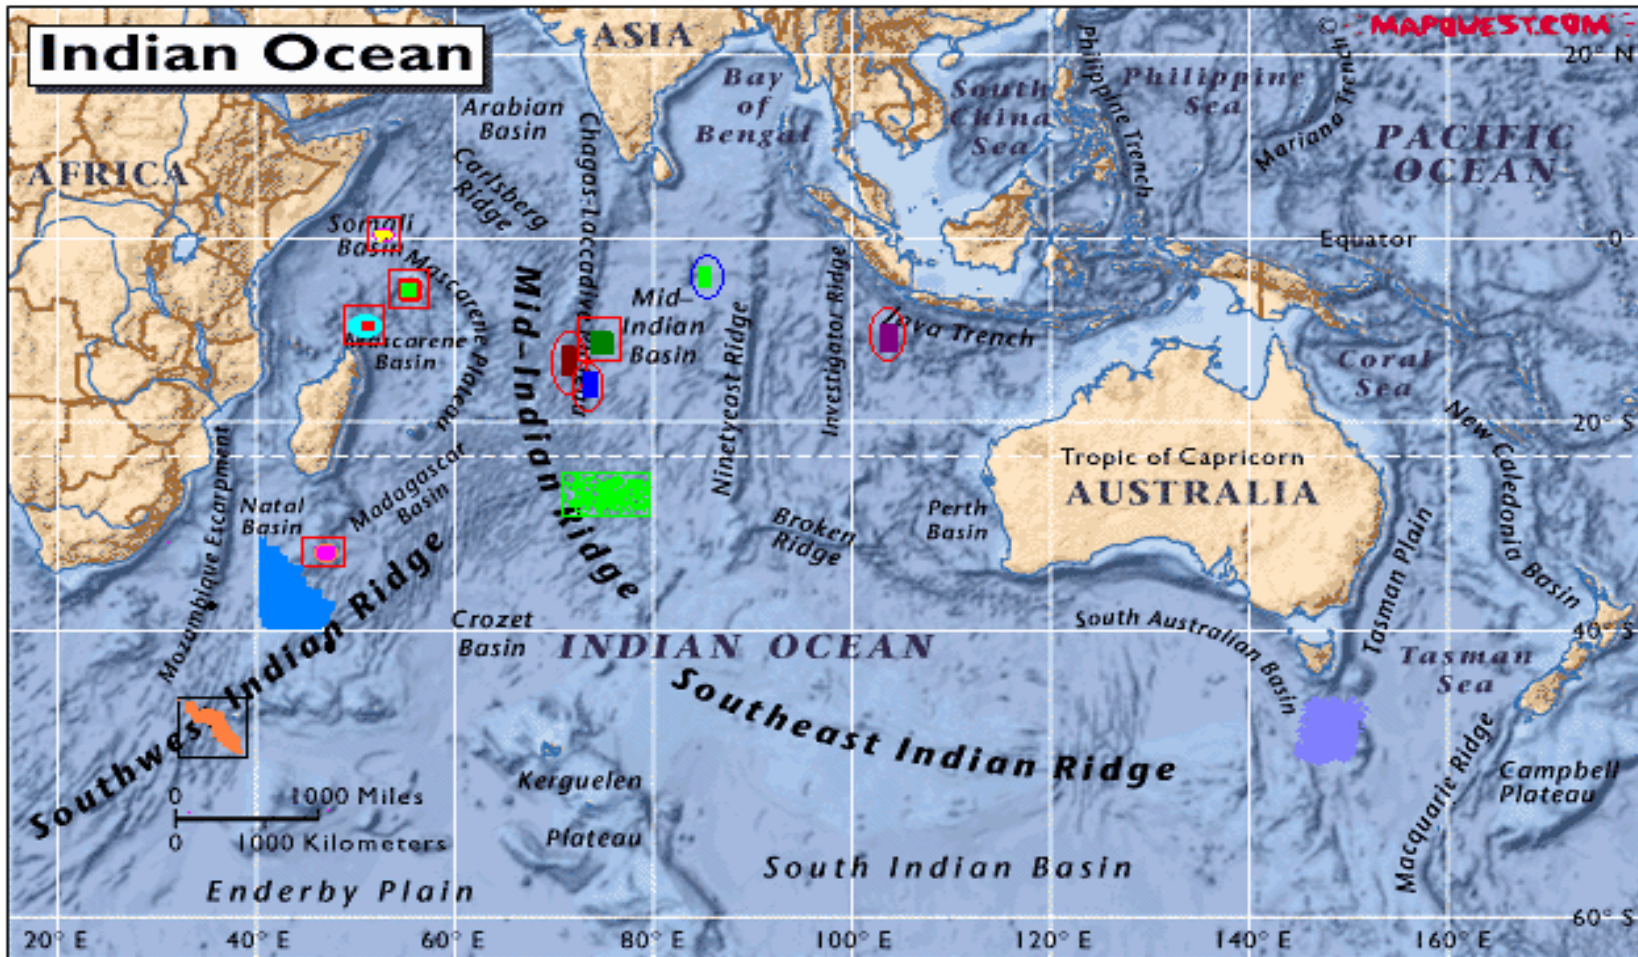 Indian Ocean
ASIA
© 1997
MAPQUEST.COM
20° N
Philippine Trench
Philippine
Sea
Mariana Trench
PACIFIC
OCEAN
Arabian
Basin
Bay
of
Bengal
South
China
Sea
AFRICA
Carlsberg
Ridge
Chagos-Laccadive
Somali
Basin
Equator
0°
Mascarene Plateau
Mid-Indian Ridge
Mid-
Indian
Basin
Ninetyeast Ridge
Investigator Ridge
Java Trench
Mascarene
Basin
Coral
Sea
New Caledonia Basin
20° S
Tropic of Capricorn
AUSTRALIA
Mozambique Escarpment
Natal
Basin
Madagascar
Basin
Broken
Ridge
Perth
Basin
Tasman Plain
Southwest Indian Ridge
Crozet
Basin
INDIAN OCEAN
South Australian Basin
40° S
Tasman
Sea
Southeast Indian Ridge
Kerguelen
Plateau
Macquarie Ridge
Campbell
Plateau
0 1000 Miles
0 1000 Kilometers
South Indian Basin
Enderby Plain
60° S
20° E 40° E 60° E 80° E 100° E 120° E 140° E 160° E